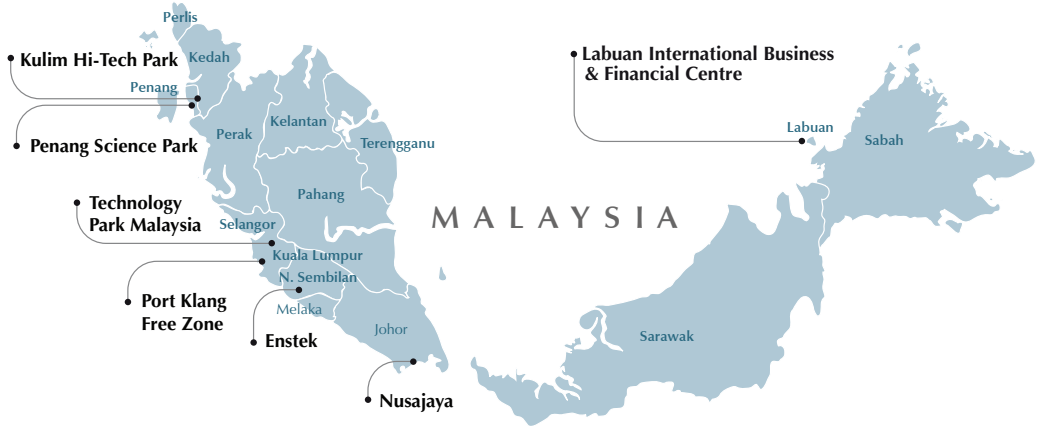 Perlis
Kulim Hi-Tech Park
Kedah
Penang
Penang Science Park
Perak
Kelantan
Terengganu
Technology
Park Malaysia
Pahang
Selangor
Kuala Lumpur
N. Sembilan
Port Klang
Free Zone
Melaka
Enstek
Johor
Nusajaya
MALAYSIA
Labuan International Business
& Financial Centre
Labuan
Sabah
Sarawak